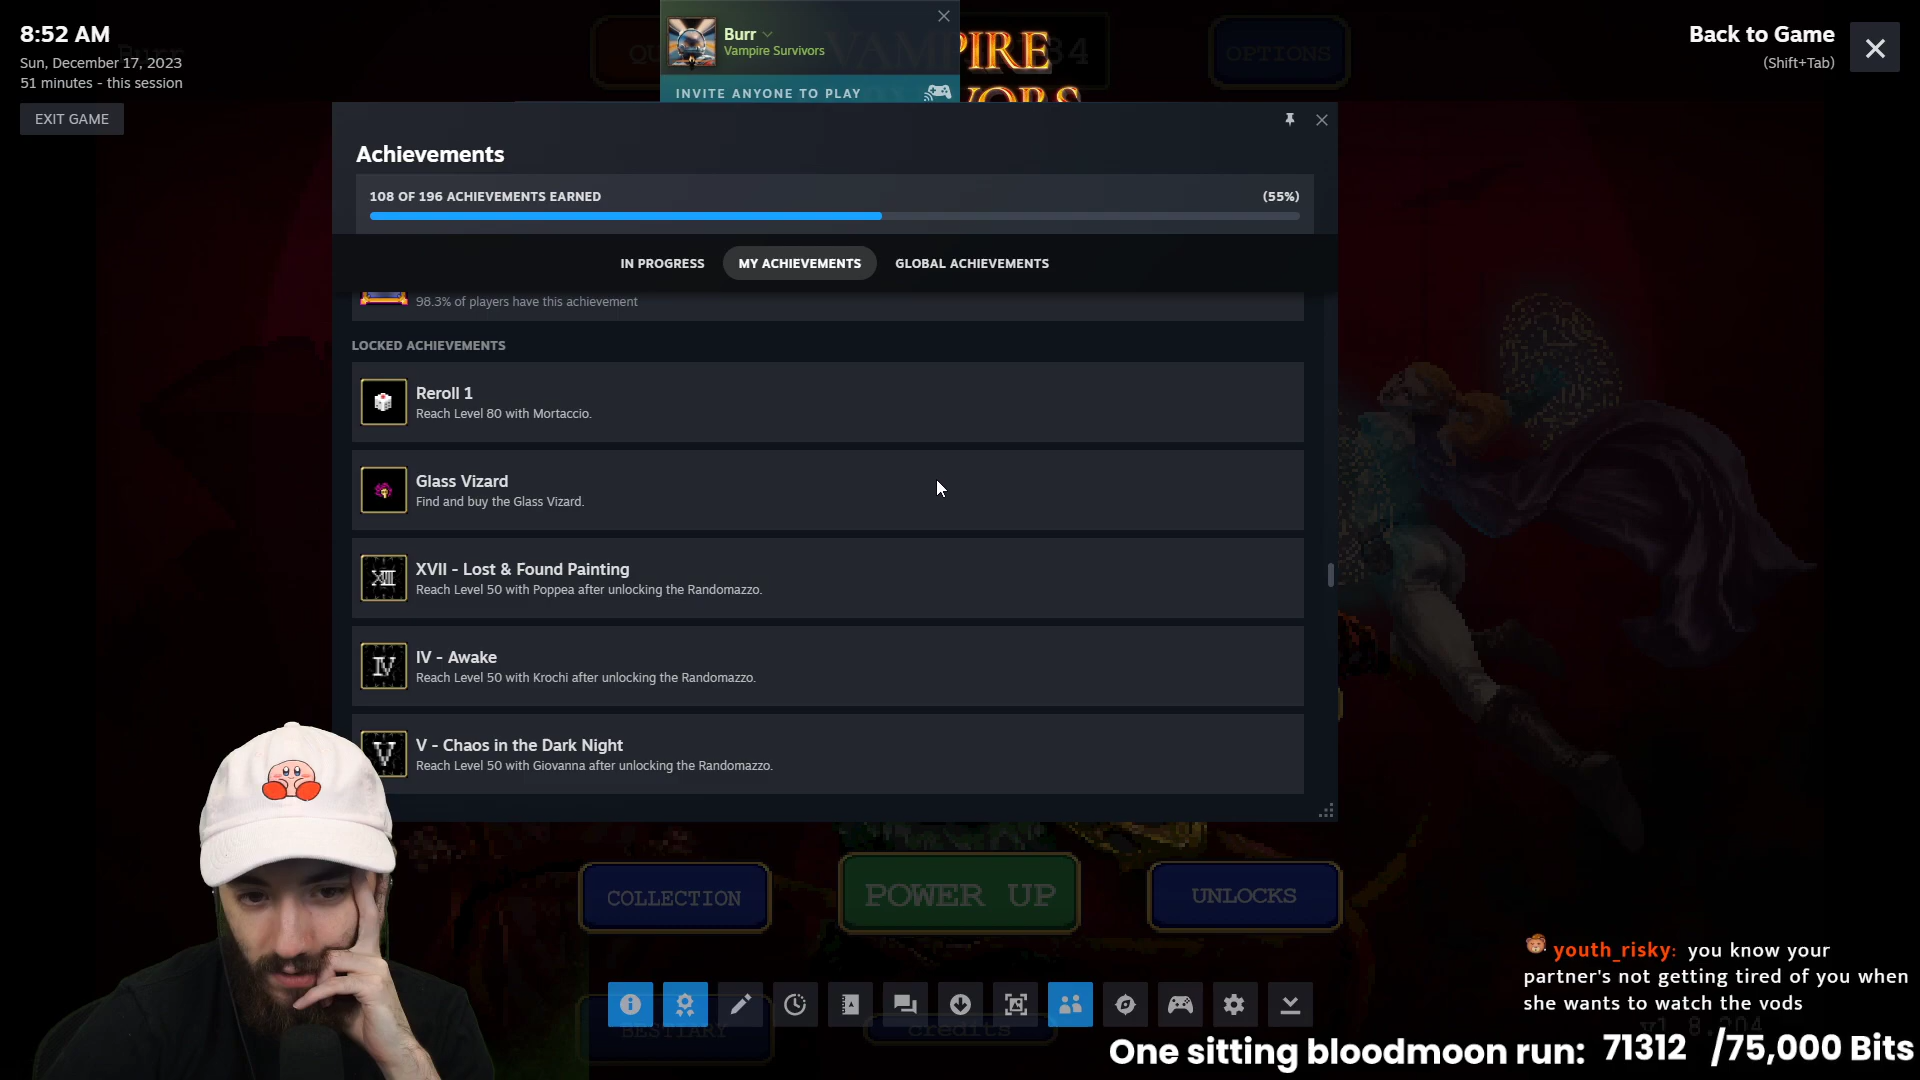 8:52 AM
Sun, December 17, 2023
51 minutes - this session
EXIT GAME
Burr
Vampire Survivors
INVITE ANYONE TO PLAY
OPTIONS
Back to Game
(Shift+Tab)
Achievements
108 OF 196 ACHIEVEMENTS EARNED
(55%)
IN PROGRESS
MY ACHIEVEMENTS
GLOBAL ACHIEVEMENTS
98.3% of players have this achievement
LOCKED ACHIEVEMENTS
Reroll 1
Reach Level 80 with Mortaccio.
Glass Vizard
Find and buy the Glass Vizard.
XVII - Lost & Found Painting
Reach Level 50 with Poppea after unlocking the Randomazzo.
IV
IV - Awake
Reach Level 50 with Krochi after unlocking the Randomazzo.
V
V - Chaos in the Dark Night
Reach Level 50 with Giovanna after unlocking the Randomazzo.
COLLECTION
POWER UP
UNLOCKS
BESTIARY
Credits
youth_risky: you know your
partner's not getting tired of you when
she wants to watch the vods
One sitting bloodmoon run: 71312 /75,000 Bits